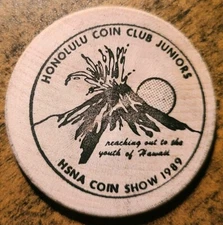 HONOLULU COIN CLUB JUNIORS
reaching out to the
youth of Hawaii
HSNA COIN SHOW 1989